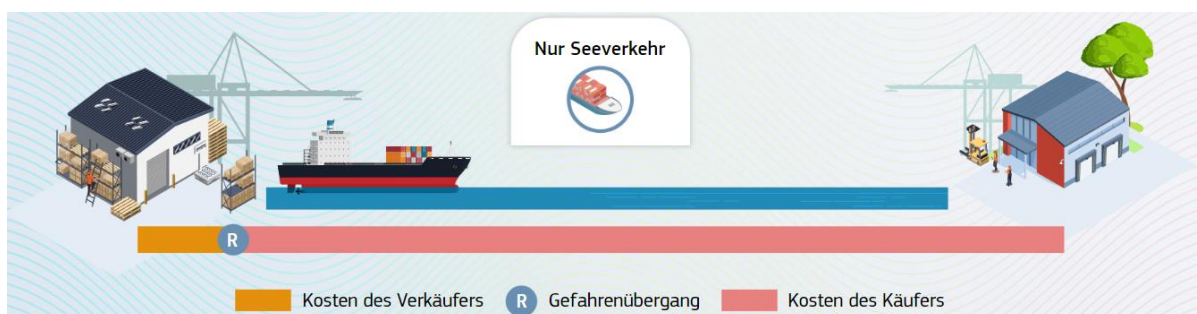 Nur Seeverkehr
R
Kosten des Verkäufers R Gefahrenübergang Kosten des Käufers